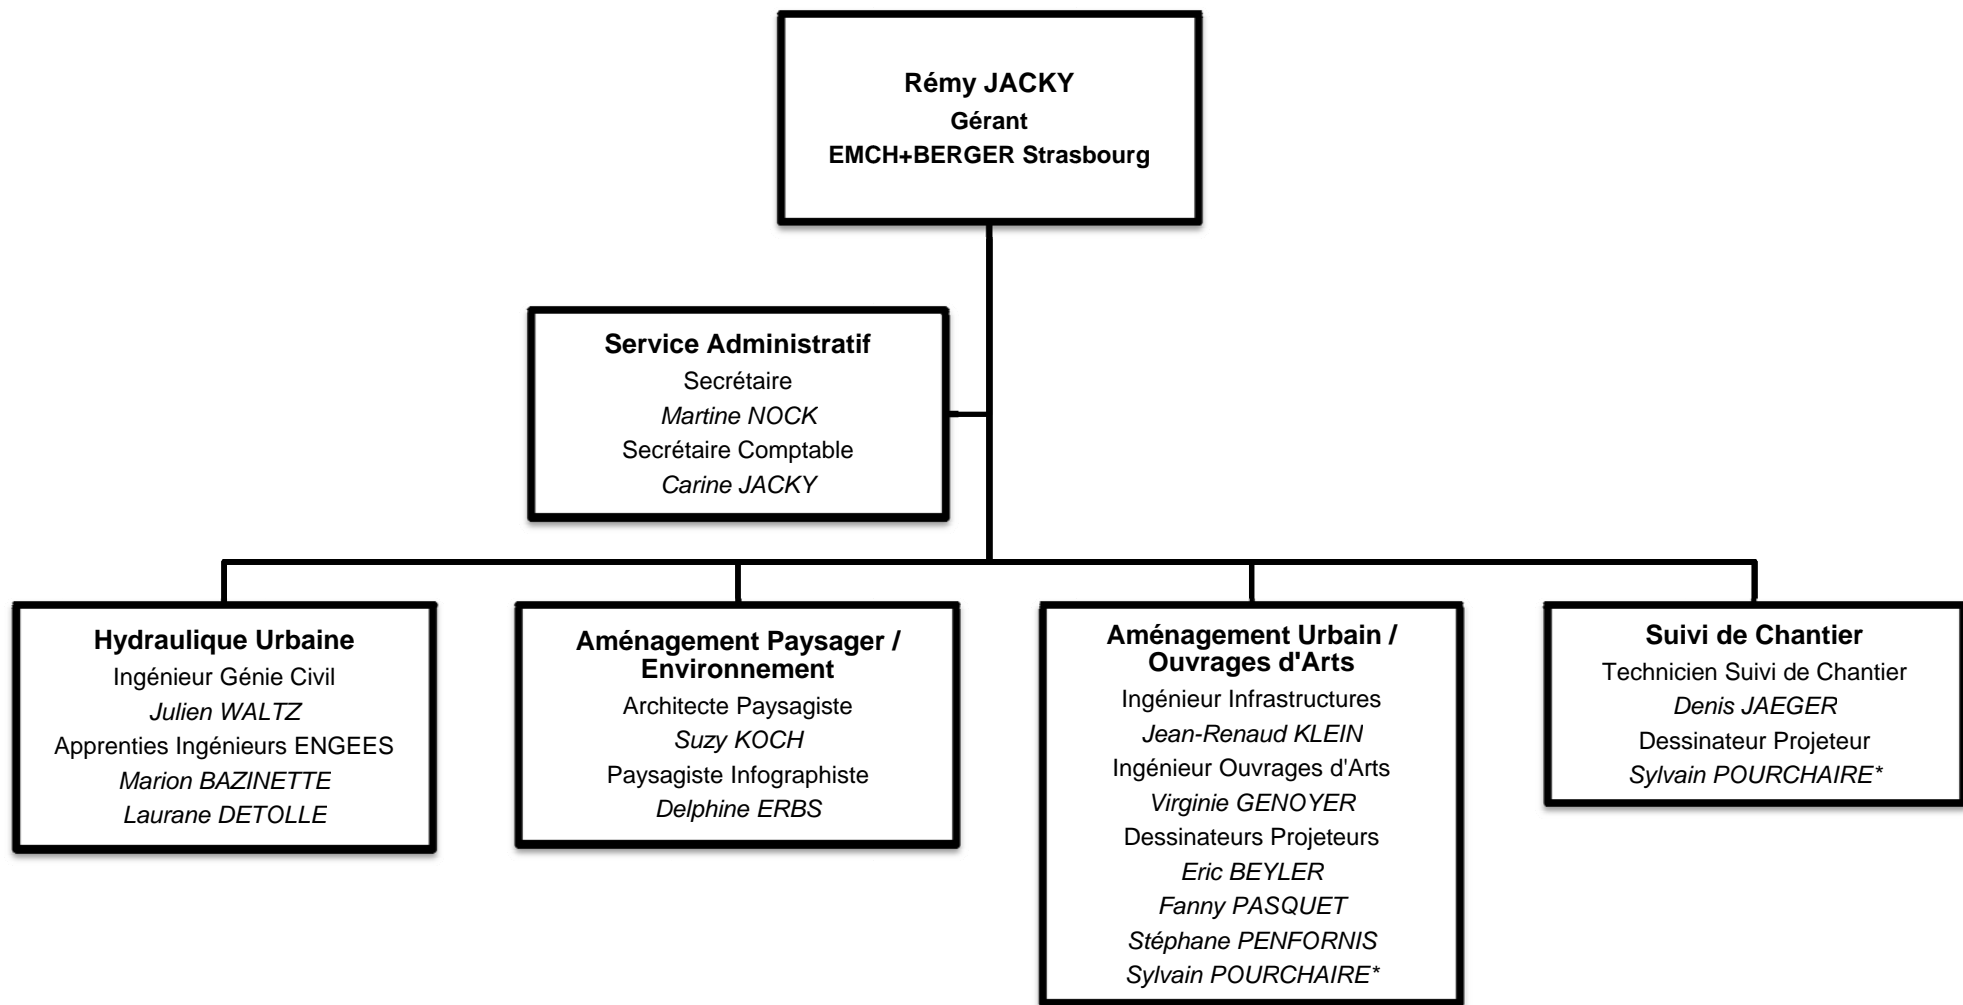 Rémy JACKY
Gérant
EMCH+BERGER Strasbourg
Service Administratif
Secrétaire
Martine NOCK
Secrétaire Comptable
Carine JACKY
Hydraulique Urbaine
Ingénieur Génie Civil
Julien WALTZ
Apprenties Ingénieurs ENGEES
Marion BAZINETTE
Laurane DETOLLE
Aménagement Paysager /
Environnement
Architecte Paysagiste
Suzy KOCH
Paysagiste Infographiste
Delphine ERBS
Aménagement Urbain /
Ouvrages d'Arts
Ingénieur Infrastructures
Jean-Renaud KLEIN
Ingénieur Ouvrages d'Arts
Virginie GENOYER
Dessinateurs Projeteurs
Eric BEYLER
Fanny PASQUET
Stéphane PENFORNIS
Sylvain POURCHAIRE*
Suivi de Chantier
Technicien Suivi de Chantier
Denis JAEGER
Dessinateur Projeteur
Sylvain POURCHAIRE*